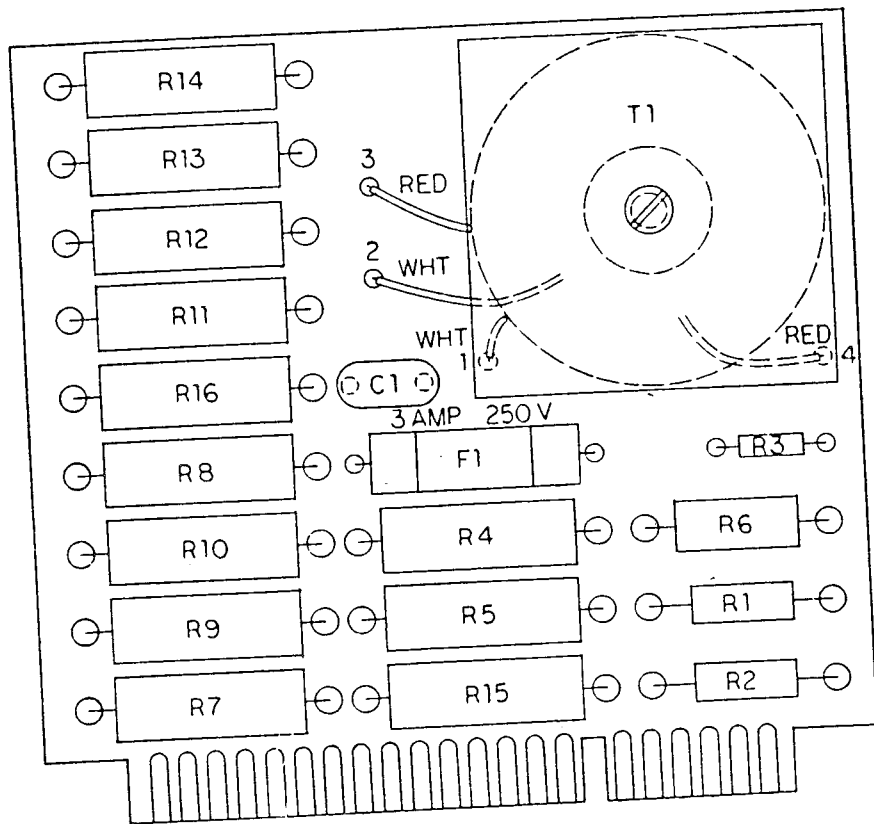 R14
T1
R13
3
RED
R12
2
WHT
R11
WHT
1
RED
4
R16
C1
3 AMP 250 V
R8
F1
R3
R10
R4
R6
R9
R5
R1
R7
R15
R2